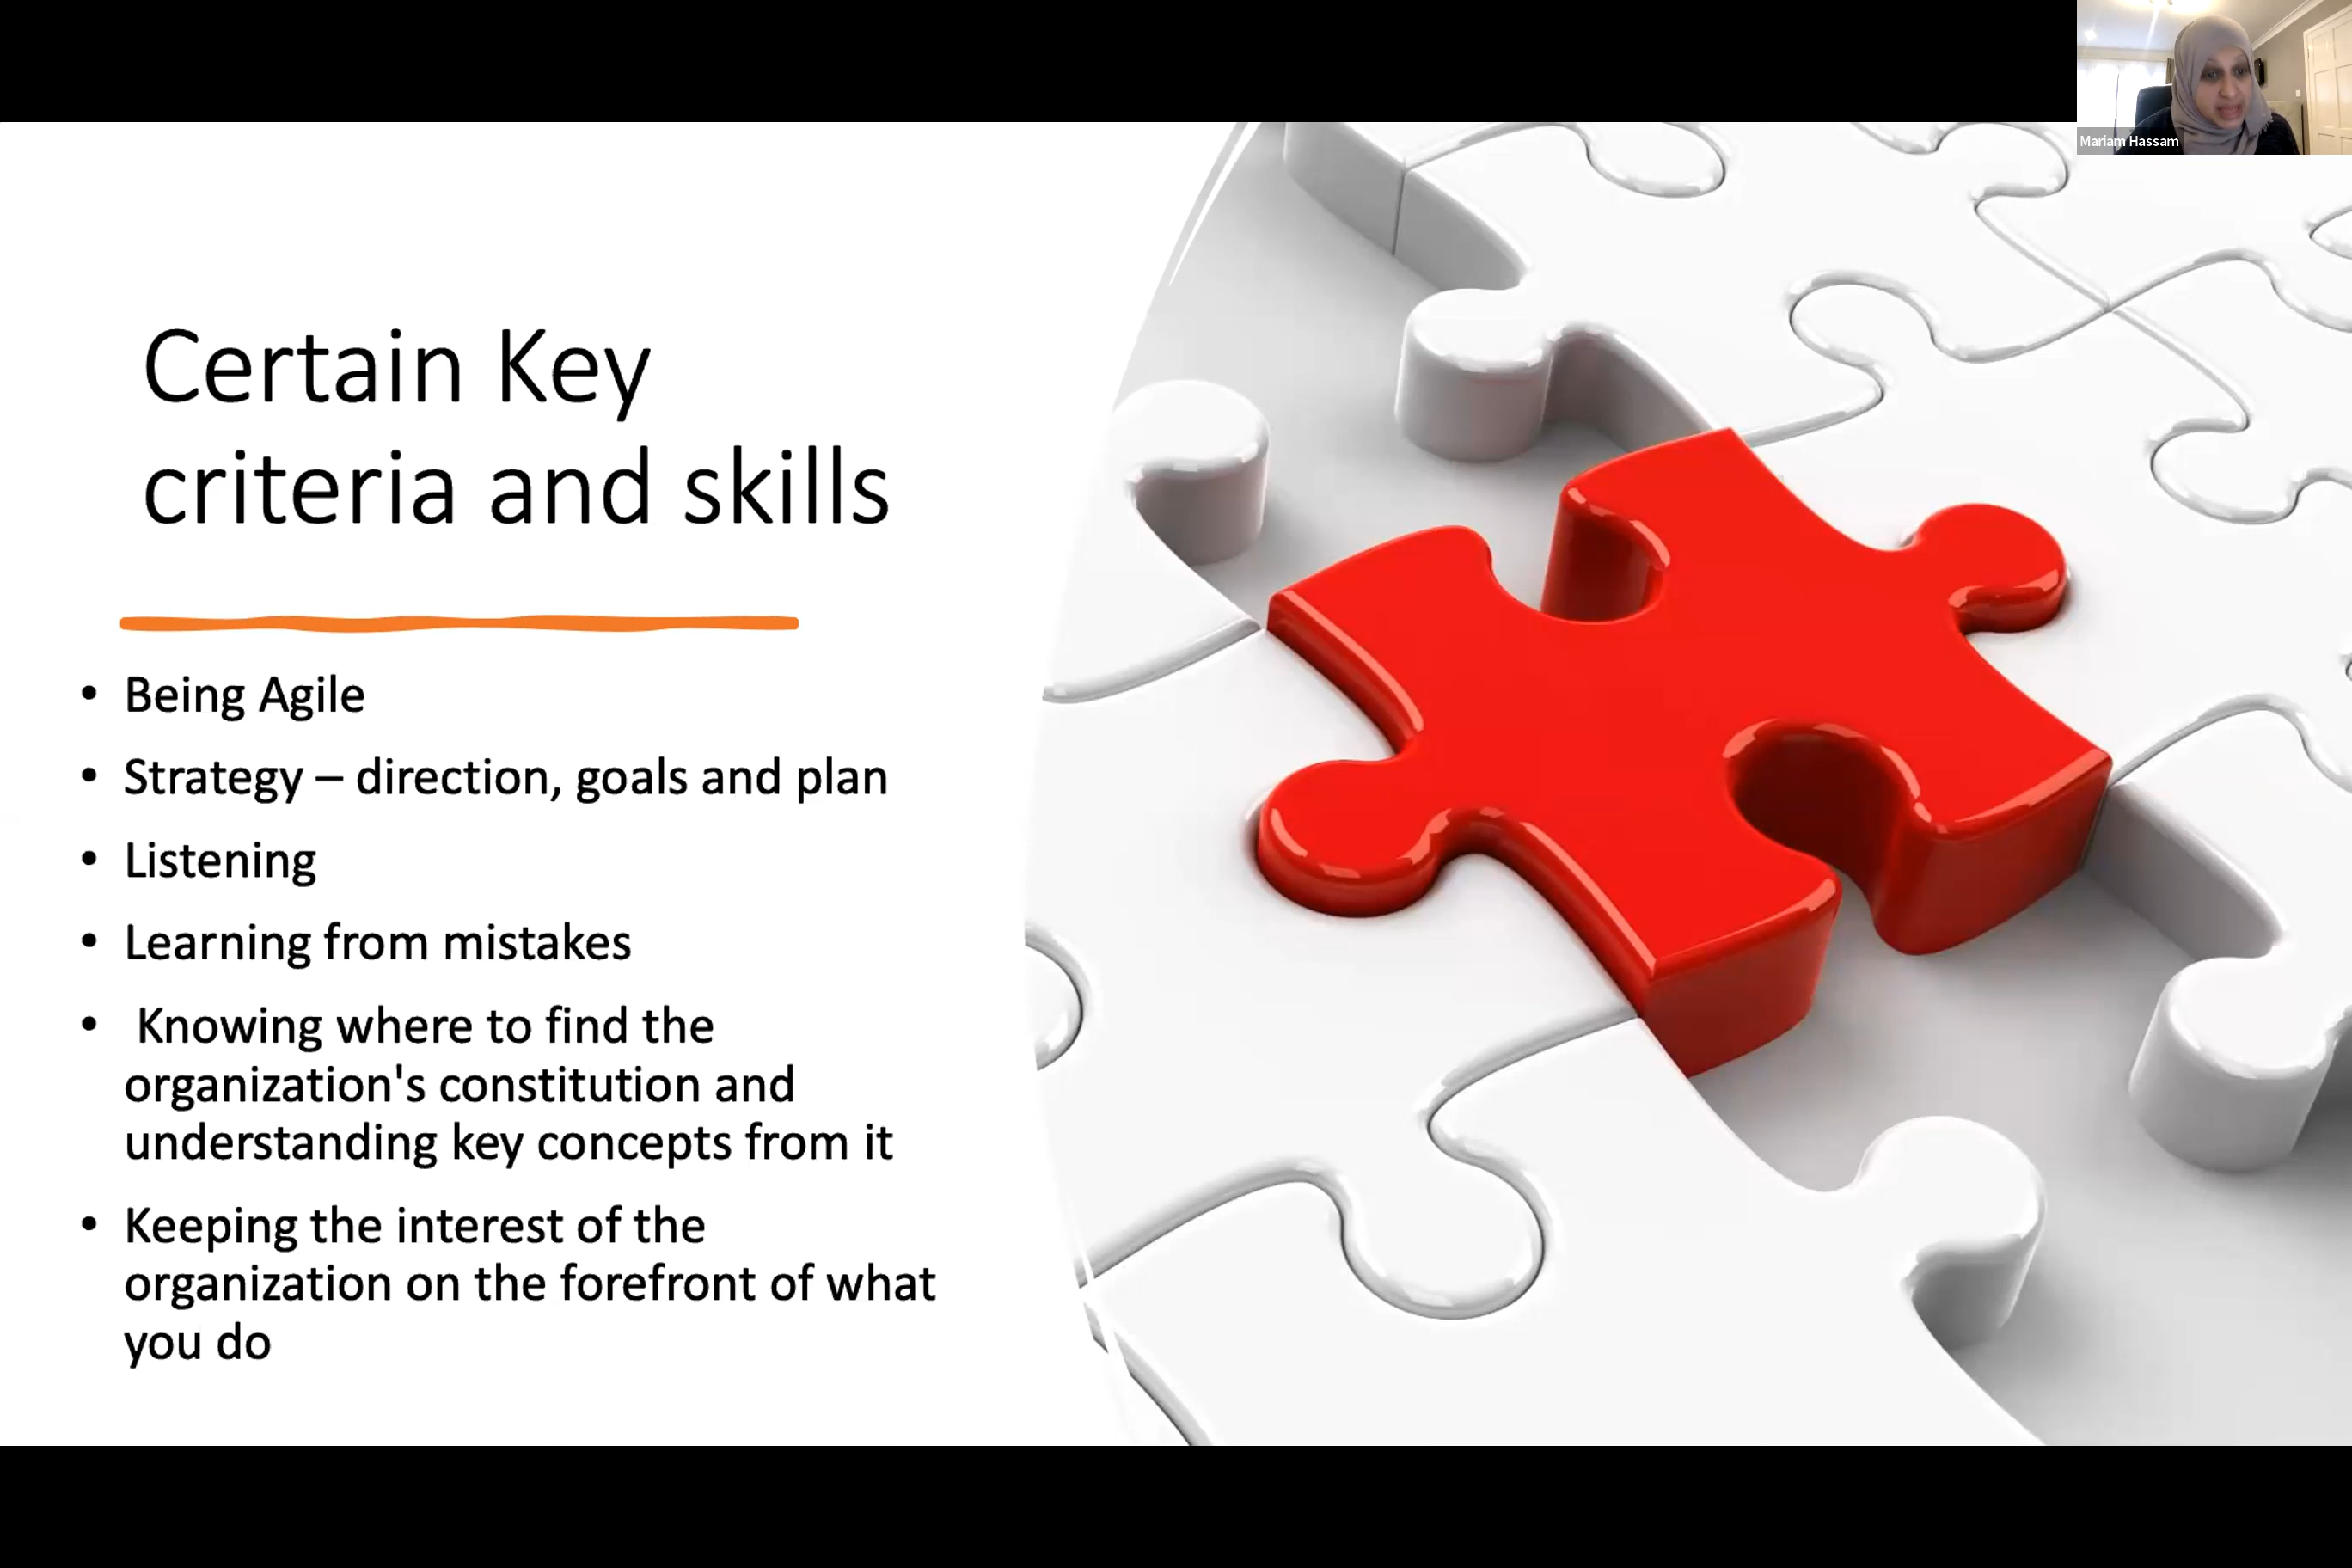 Mariam Hassam
Certain Key
criteria and skills
• Being Agile
• Strategy – direction, goals and plan
• Listening
• Learning from mistakes
• Knowing where to find the
organization's constitution and
understanding key concepts from it
• Keeping the interest of the
organization on the forefront of what
you do